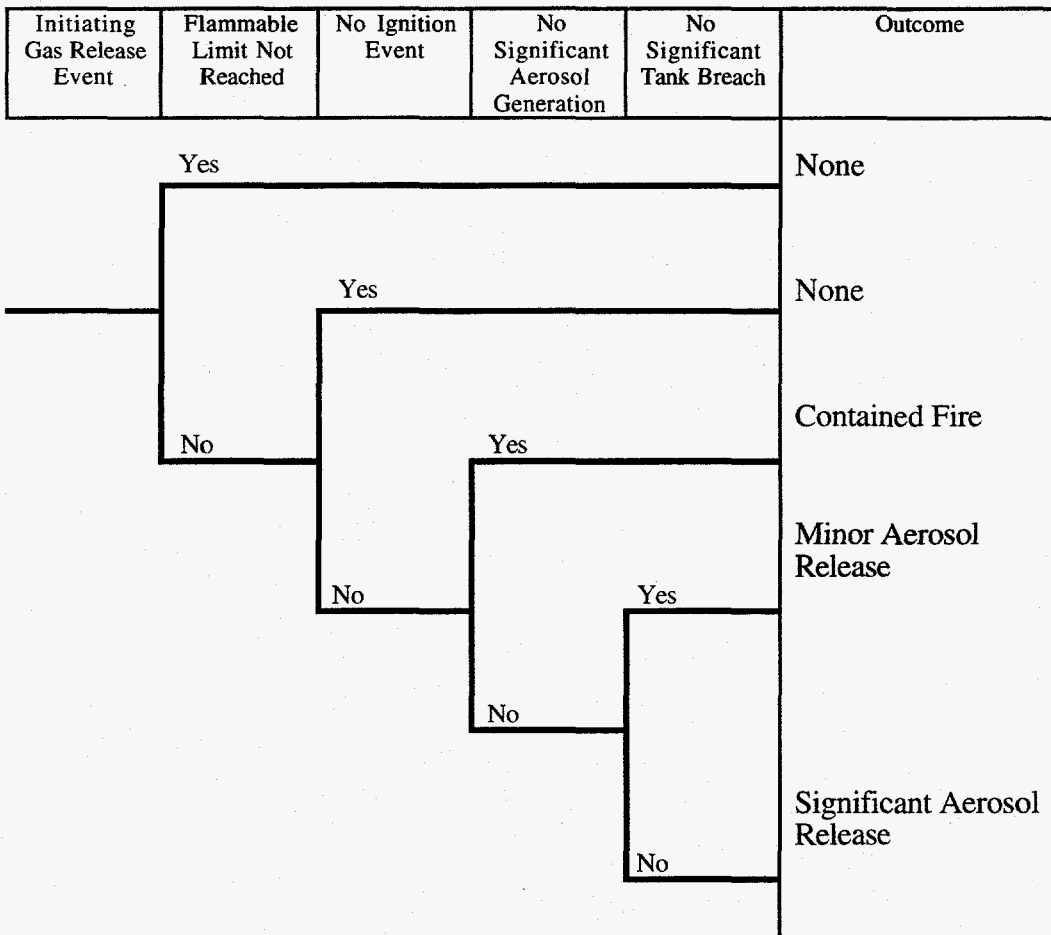 Initiating
Gas Release
Event
Flammable
Limit Not
Reached
No Ignition
Event
No
Significant
Aerosol
Generation
No
Significant
Tank Breach
Outcome
Yes
None
Yes
None
Contained Fire
No
Yes
Minor Aerosol
Release
No
Yes
No
Significant Aerosol
Release
No